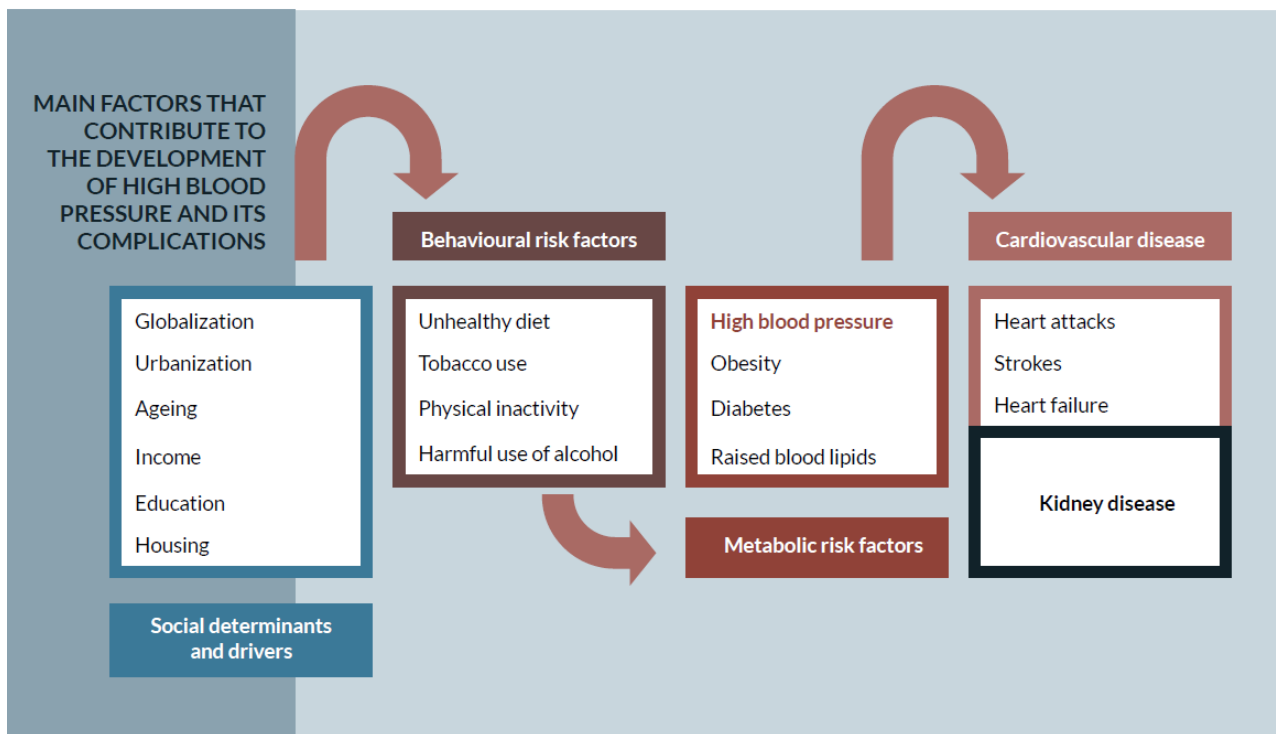 MAIN FACTORS THAT
CONTRIBUTE TO
THE DEVELOPMENT
OF HIGH BLOOD
PRESSURE AND ITS
COMPLICATIONS
Globalization
Urbanization
Ageing
Income
Education
Housing
Social determinants
and drivers
Behavioural risk factors
Unhealthy diet
Tobacco use
Physical inactivity
Harmful use of alcohol
High blood pressure
Obesity
Diabetes
Raised blood lipids
Metabolic risk factors
Cardiovascular disease
Heart attacks
Strokes
Heart failure
Kidney disease